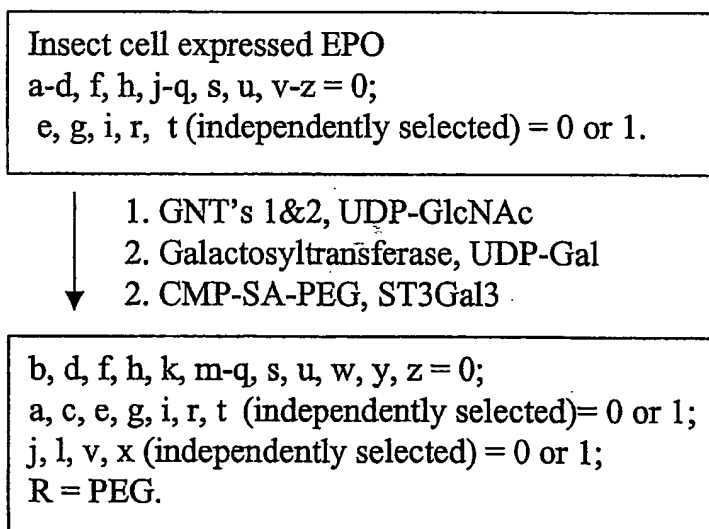 Insect cell expressed EPO
a-d, f, h, j-q, s, u, v-z = 0;
e, g, i, r, t (independently selected) = 0 or 1.
1. GNT's 1&2, UDP-GlcNAc
2. Galactosyltransferase, UDP-Gal
2. CMP-SA-PEG, ST3Gal3
b, d, f, h, k, m-q, s, u, w, y, z = 0;
a, c, e, g, i, r, t (independently selected)= 0 or 1;
j, l, v, x (independently selected) = 0 or 1;
R = PEG.